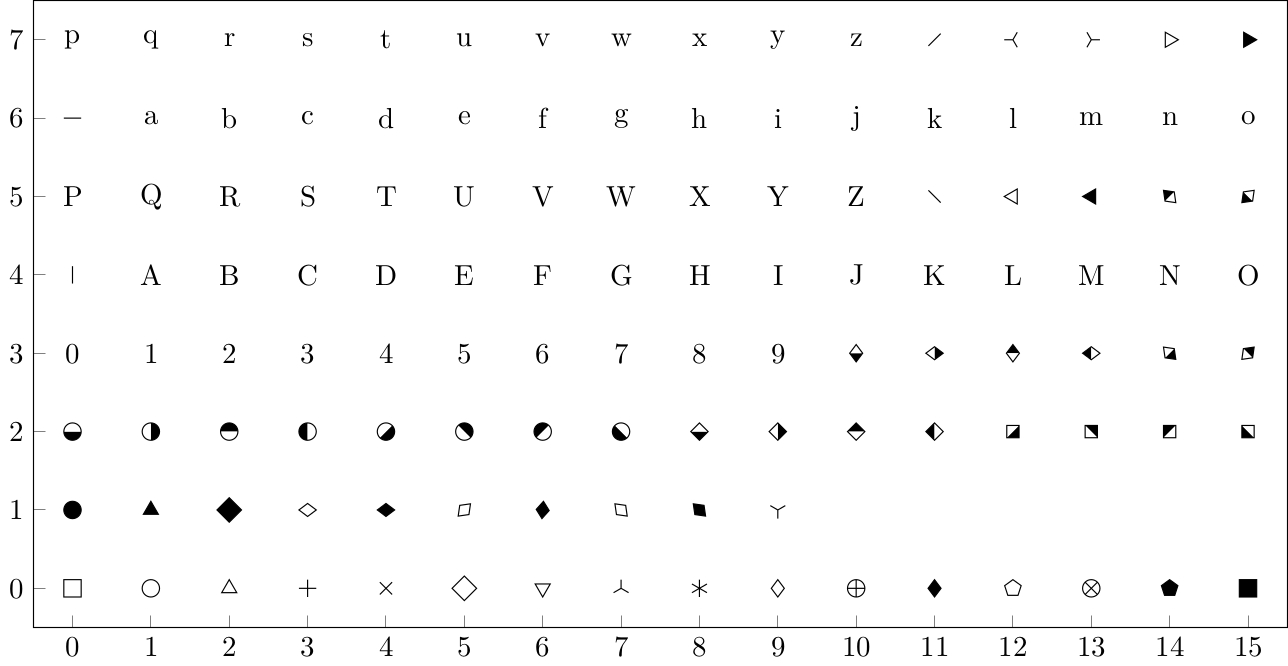 7 p q r s t u v w x y z
6 a b c d e f g h i j k l m n o
5 P Q R S T U V W X Y Z
4 A B C D E F G H I J K L M N O
3 0 1 2 3 4 5 6 7 8 9
2
1
0
0 1 2 3 4 5 6 7 8 9 10 11 12 13 14 15